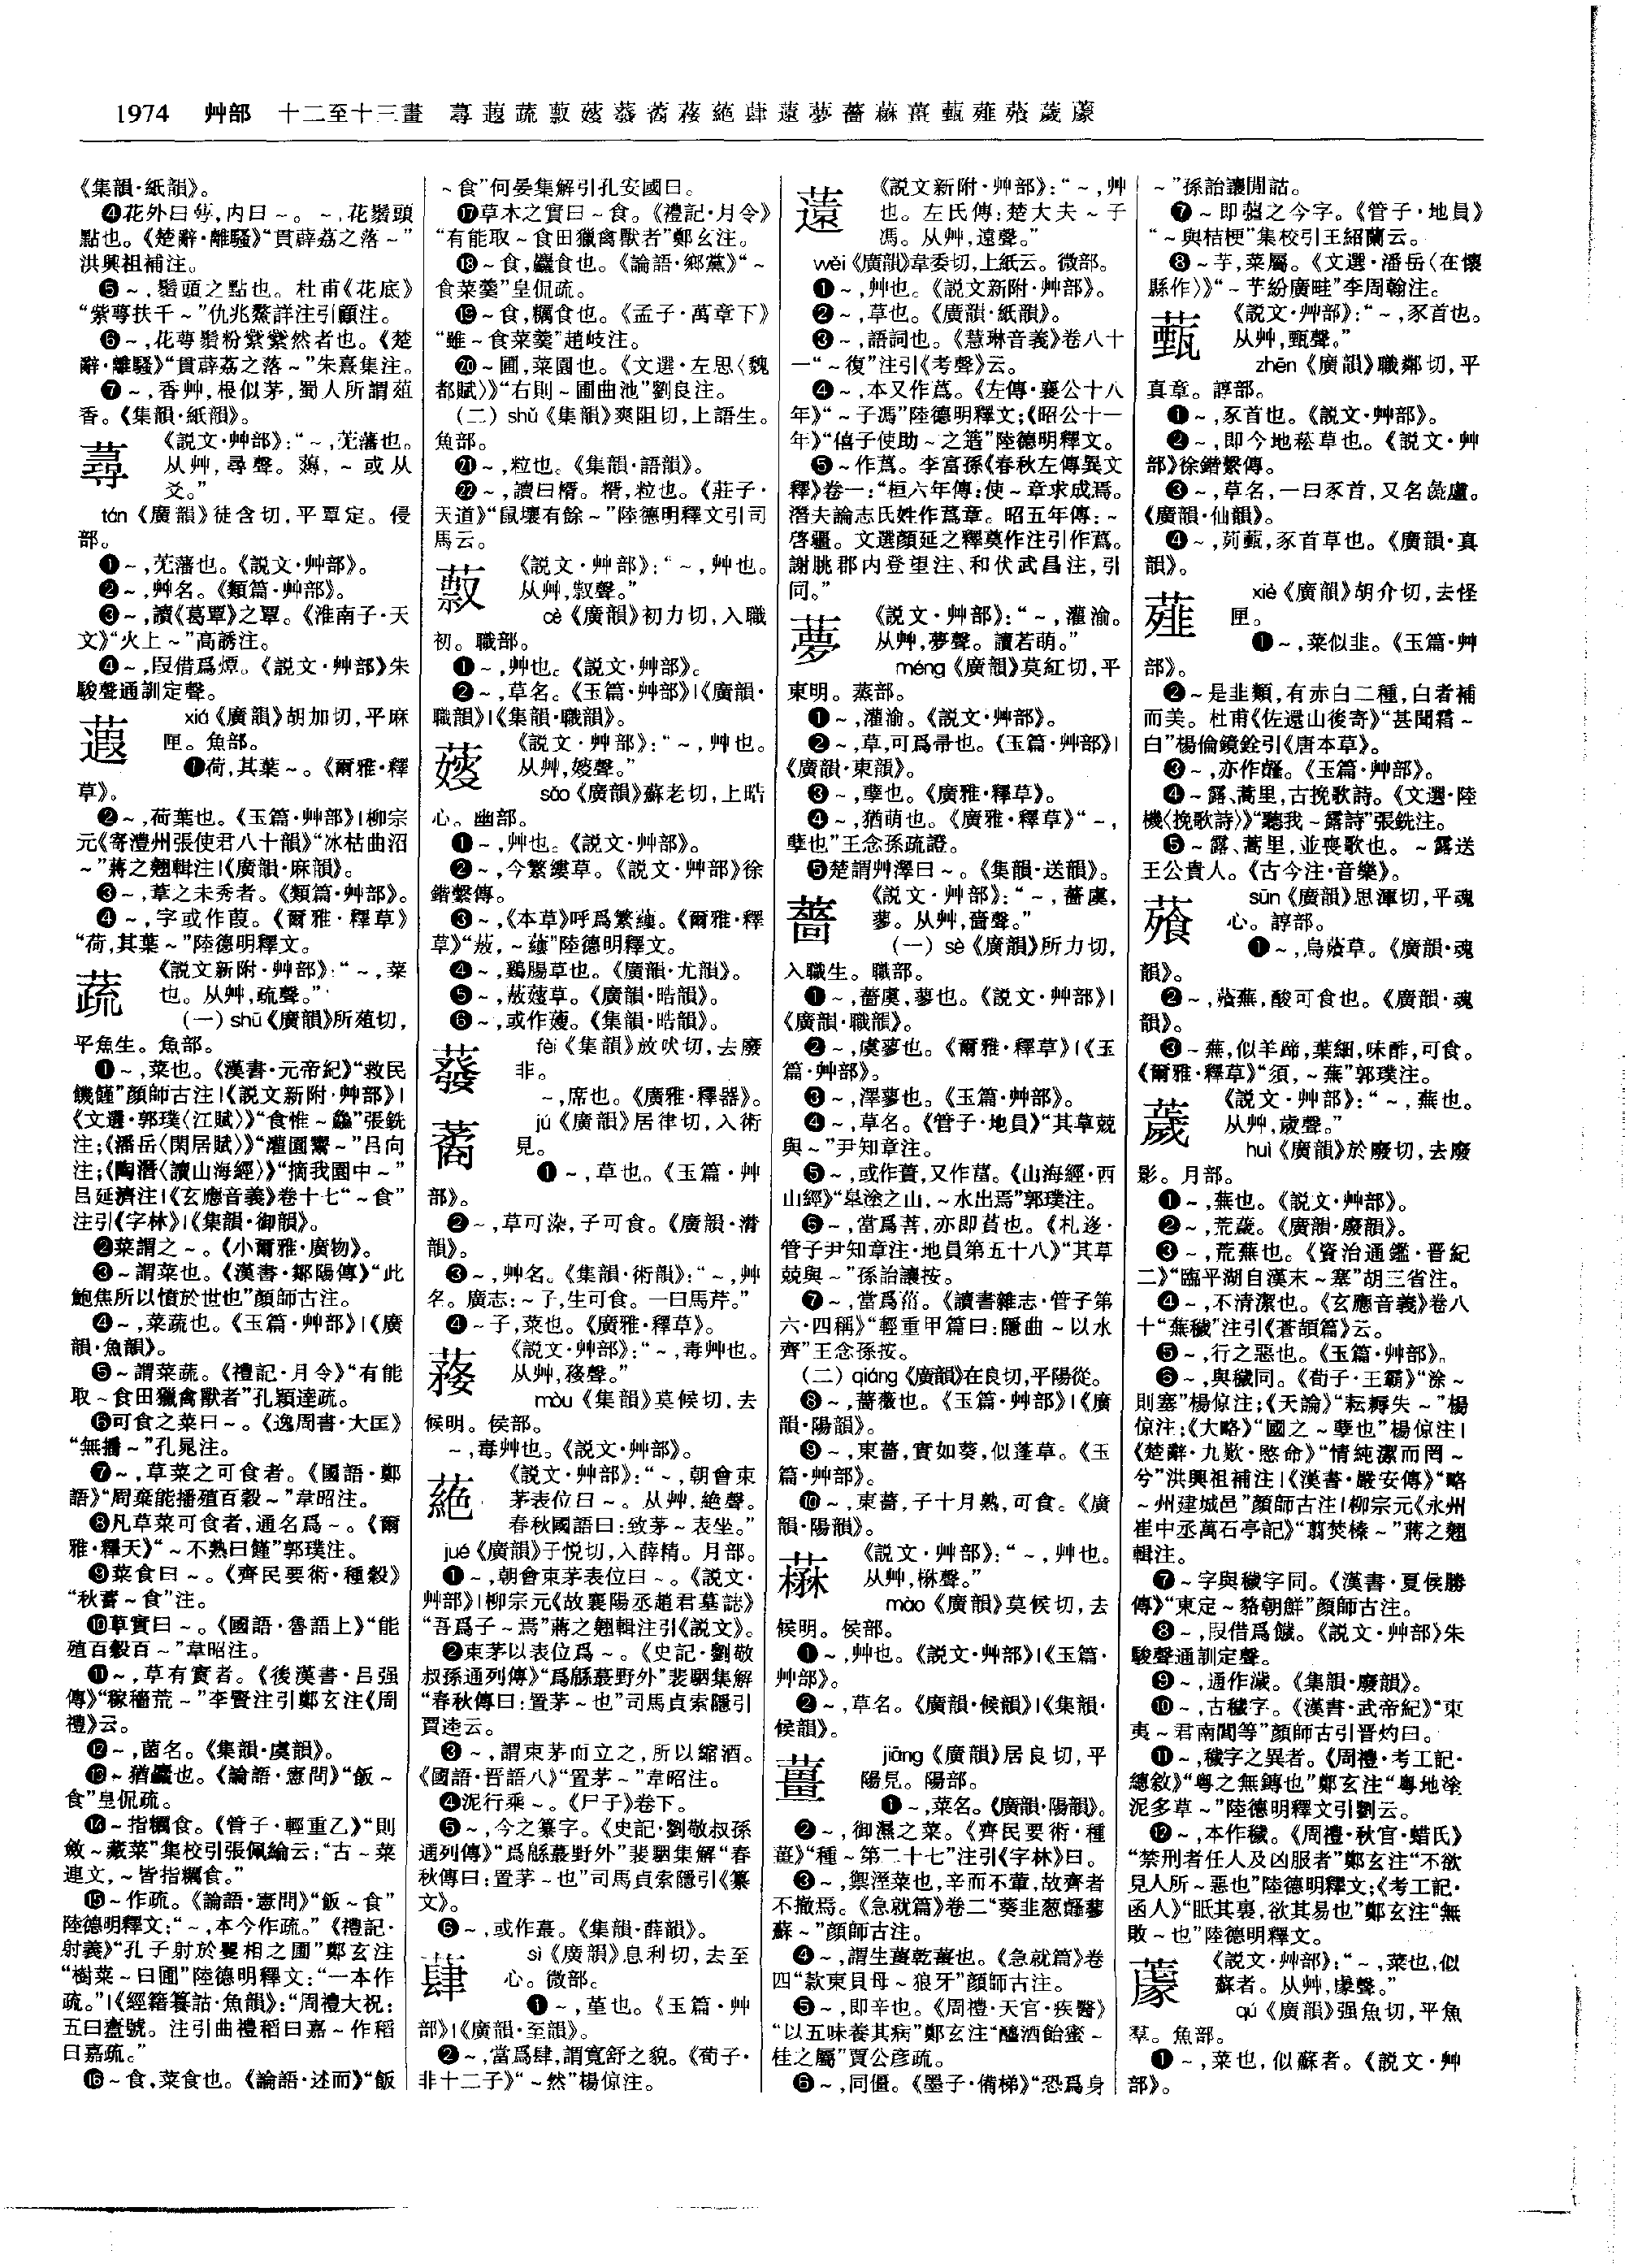 1974 艸部 十二至十三畫 蕁蕸蔬蔌薐蕟蕎蓩蕝蕼薳夢薔蔴薑薽薤蕵薉蘧
《集韻·紙韻》。
❹花外曰萼,内曰～。～,花鬚頭
點也。《楚辭·離騷》“貫薜荔之落～”
洪興祖補注。
❺～,鬚頭之點也。杜甫《花底》
“紫萼扶千～”仇兆鰲詳注引顧注。
❻～,花蕚鬚粉蘂蘂然者也。《楚
辭·離騷》“貫薜荔之落～”朱熹集注。
❼～,香艸,根似茅,蜀人所謂葅
香。《集韻·紙韻》。
蕁
《説文·艸部》:“～,芫藩也。
从艸,尋聲。薚,～或从
爻。”
tán《廣韻》徒含切,平覃定。侵
部。
❶～,芫藩也。《説文·艸部》。
❷～,艸名。《類篇·艸部》。
❸～,讀《葛覃》之覃。《淮南子·天
文》“火上～”高誘注。
❹～,叚借爲燂。《説文·艸部》朱
駿聲通訓定聲。
蕸
xiá《廣韻》胡加切,平麻
匣。魚部。
❶荷,其葉～。《爾雅·釋
草》。
❷～,荷葉也。《玉篇·艸部》|柳宗
元《寄澧州張使君八十韻》“冰枯曲沼
～”蔣之翹輯注|《廣韻·麻韻》。
❸～,葦之未秀者。《類篇·艸部》。
❹～,字或作葭。《爾雅·釋草》
“荷,其葉～”陸德明釋文。
蔬
《説文新附·艸部》:“～,菜
也。从艸,疏聲。”
(一)shū《廣韻》所葅切,
平魚生。魚部。
❶～,菜也。《漢書·元帝紀》“救民
饑饉”顔師古注|《説文新附·艸部》|
《文選·郭璞〈江賦〉》“食惟～鱻”張銑
注;《潘岳〈閑居賦〉》“灌園鬻～”吕向
注;《陶潛〈讀山海經〉》“摘我園中～”
吕延濟注|《玄應音義》卷十七“～食”
注引《字林》|《集韻·御韻》。
❷菜謂之～。《小爾雅·廣物》。
❸～謂菜也。《漢書·鄒陽傳》“此
鮑焦所以憤於世也”顔師古注。
❹～,菜蔬也。《玉篇·艸部》|《廣
韻·魚韻》。
❺～謂菜蔬。《禮記·月令》“有能
取～食田獵禽獸者”孔穎達疏。
❻可食之菜曰～。《逸周書·大匡》
“無播～”孔晁注。
❼～,草菜之可食者。《國語·鄭
語》“周棄能播殖百穀～”韋昭注。
❽凡草菜可食者,通名爲～。《爾
雅·釋天》“～不熟曰饉”郭璞注。
❾菜食曰～。《齊民要術·種穀》
“秋蓄～食”注。
❿草實曰～。《國語·魯語上》“能
殖百穀百～”韋昭注。
⓫～,草有實者。《後漢書·吕强
傳》“稼穡荒～”李賢注引鄭玄注《周
禮》云。
⓬～,菌名。《集韻·虞韻》。
⓭～猶麤也。《論語·憲問》“飯～
食”皇侃疏。
⓮～指糲食。《管子·輕重乙》“則
斂～藏菜”集校引張佩綸云:“古～菜
連文,～皆指糲食。”
⓯～作疏。《論語·憲問》“飯～食”
陸德明釋文:“～,本今作疏。”《禮記·
射義》“孔子射於矍相之圃”鄭玄注
“樹菜～曰圃”陸德明釋文:“一本作
疏。”|《經籍籑詁·魚韻》:“周禮大祝:
五曰齍號。注引曲禮稻曰嘉～作稻
曰嘉疏。”
⓰～食,菜食也。《論語·述而》“飯
～食”何晏集解引孔安國曰。
⓱草木之實曰～食。《禮記·月令》
“有能取～食田獵禽獸者”鄭玄注。
⓲～食,麤食也。《論語·鄉黨》“～
食菜羹”皇侃疏。
⓳～食,糲食也。《孟子·萬章下》
“雖～食菜羹”趙岐注。
⓴～圃,菜園也。《文選·左思〈魏
都賦〉》“右則～圃曲池”劉良注。
(二)shǔ《集韻》爽阻切,上語生。
魚部。
㉑～,粒也。《集韻·語韻》。
㉒～,讀曰糈。糈,粒也。《莊子·
天道》“鼠壤有餘～”陸德明釋文引司
馬云。
《説文·艸部》:“～,艸也。
从艸,㕡聲。”
cè《廣韻》初力切,入職
初。職部。
❶～,艸也。《説文·艸部》。
❷～,草名。《玉篇·艸部》|《廣韻·
職韻》|《集韻·職韻》。
《説文·艸部》:“～,艸也。
从艸,㛮聲。”
sǎo《廣韻》蘇老切,上晧
心。幽部。
❶～,艸也。《説文·艸部》。
❷～,今繁縷草。《説文·艸部》徐
鍇繫傳。
❸～,《本草》呼爲繁蔞。《爾雅·釋
草》“蔜,～蔞”陸德明釋文。
❹～,鷄腸草也。《廣韻·尤韻》。
❺～,蔜䕅草。《廣韻·晧韻》。
❻～,或作薐。《集韻·晧韻》。
蕟
fèi《集韻》放吠切,去廢
非。
～,席也。《廣雅·釋器》。
jú《廣韻》居律切,入術
見。
❶～,草也。《玉篇·艸
部》。
❷～,草可染,子可食。《廣韻·潸
韻》。
❸～,艸名。《集韻·術韻》:“～,艸
名。廣志:～子,生可食。一曰馬芹。”
❹～子,菜也。《廣雅·釋草》。
《説文·艸部》:“～,毒艸也。
从艸,㮘聲。”
mòu《集韻》莫候切,去
候明。侯部。
～,毒艸也。《説文·艸部》。
蕝
《説文·艸部》:“～,朝會束
茅表位曰～。从艸,絶聲。
春秋國語曰:致茅～表坐。”
jué《廣韻》子悦切,入薛精。月部。
❶～,朝會束茅表位曰～。《説文·
艸部》|柳宗元《故襄陽丞趙君墓誌》
“吾爲子～焉”蔣之翹輯注引《説文》。
❷束茅以表位爲～。《史記·劉敬
叔孫通列傳》“爲緜蕞野外”裴駰集解
“春秋傳曰:置茅～也”司馬貞索隱引
賈逵云。
❸～,謂束茅而立之,所以縮酒。
《國語·晋語八》“置茅～”韋昭注。
❹泥行乘～。《尸子》卷下。
❺～,今之纂字。《史記·劉敬叔孫
通列傳》“爲緜蕞野外”裴駰集解“春
秋傳曰:置茅～也”司馬貞索隱引《纂
文》。
❻～,或作蕞。《集韻·薛韻》。
蕼
sì《廣韻》息利切,去至
心。微部。
❶～,蕫也。《玉篇·艸
部》|《廣韻·至韻》。
❷～,當爲肆,謂寬舒之貌。《荀子·
非十二子》“～然”楊倞注。
薳
《説文新附·艸部》:“～,艸
也。左氏傳:楚大夫～子
馮。从艸,遠聲。”
wěi《廣韻》韋委切,上紙云。微部。
❶～,艸也。《説文新附·艸部》。
❷～,草也。《廣韻·紙韻》。
❸～,語詞也。《慧琳音義》卷八十
一“～復”注引《考聲》云。
❹～,本又作蔿。《左傳·襄公十八
年》“～子馮”陸德明釋文;《昭公十一
年》“僖子使助～之簉”陸德明釋文。
❺～作蔿。李富孫《春秋左傳異文
釋》卷一:“桓六年傳:使～章求成焉。
潛夫論志氏姓作蔿章。昭五年傳:～
啓疆。文選顔延之釋奠作注引作蔿。
謝朓郡内登望注、和伏武昌注,引
同。”
《説文·艸部》:“～,灌渝。
从艸,夢聲。讀若萌。”
méng《廣韻》莫紅切,平
東明。蒸部。
❶～,灌渝。《説文·艸部》。
❷～,草,可爲帚也。《玉篇·艸部》|
《廣韻·東韻》。
❸～,孽也。《廣雅·釋草》。
❹～,猶萌也。《廣雅·釋草》“～,
孽也”王念孫疏證。
❺楚謂艸澤曰～。《集韻·送韻》。
薔
《説文·艸部》:“～,薔虞,
蓼。从艸,嗇聲。”
(一)sè《廣韻》所力切,
入職生。職部。
❶～,薔虞,蓼也。《説文·艸部》|
《廣韻·職韻》。
❷～,虞蓼也。《爾雅·釋草》|《玉
篇·艸部》。
❸～,澤蓼也。《玉篇·艸部》。
❹～,草名。《管子·地員》“其草兢
與～”尹知章注。
❺～,或作蕢,又作葍。《山海經·西
山經》“皋塗之山,～水出焉”郭璞注。
❻～,當爲菩,亦即萯也。《札迻·
管子尹知章注·地員第五十八》“其草
兢與～”孫詒讓按。
❼～,當爲菑。《讀書雜志·管子第
六·四稱》“輕重甲篇曰:隱曲～以水
齊”王念孫按。
(二)qiáng《廣韻》在良切,平陽從。
❽～,薔薇也。《玉篇·艸部》|《廣
韻·陽韻》。
❾～,東薔,實如葵,似蓬草。《玉
篇·艸部》。
❿～,東薔,子十月熟,可食。《廣
韻·陽韻》。
《説文·艸部》:“～,艸也。
从艸,楙聲。”
mào《廣韻》莫候切,去
候明。侯部。
❶～,艸也。《説文·艸部》|《玉篇·
艸部》。
❷～,草名。《廣韻·候韻》|《集韻·
候韻》。
薑
jiāng《廣韻》居良切,平
陽見。陽部。
❶～,菜名。《廣韻·陽韻》。
❷～,御濕之菜。《齊民要術·種
薑》“種～第二十七”注引《字林》曰。
❸～,禦溼菜也,辛而不葷,故齊者
不撤焉。《急就篇》卷二“葵韭葱䪥蓼
蘇～”顔師古注。
❹～,謂生薑乾薑也。《急就篇》卷
四“款東貝母～狼牙”顔師古注。
❺～,即辛也。《周禮·天官·疾醫》
“以五味養其病”鄭玄注“醯酒飴蜜～
桂之屬”賈公彦疏。
❻～,同僵。《墨子·備梯》“恐爲身
～”孫詒讓閒詁。
❼～即䕬之今字。《管子·地員》
“～與桔梗”集校引王紹蘭云。
❽～芋,菜屬。《文選·潘岳〈在懷
縣作〉》“～芋紛廣畦”李周翰注。
薽
《説文·艸部》:“～,豕首也。
从艸,甄聲。”
zhēn《廣韻》職鄰切,平
真章。諄部。
❶～,豕首也。《説文·艸部》。
❷～,即今地菘草也。《説文·艸
部》徐鍇繫傳。
❸～,草名,一曰豕首,又名彘盧。
《廣韻·仙韻》。
❹～,茢薽,豕首草也。《廣韻·真
韻》。
薤
xiè《廣韻》胡介切,去怪
匣。
❶～,菜似韭。《玉篇·艸
部》。
❷～是韭類,有赤白二種,白者補
而美。杜甫《佐還山後寄》“甚聞霜～
白”楊倫鏡銓引《唐本草》。
❸～,亦作䪥。《玉篇·艸部》。
❹～露、蒿里,古挽歌詩。《文選·陸
機〈挽歌詩〉》“聽我～露詩”張銑注。
❺～露、蒿里,並喪歌也。～露送
王公貴人。《古今注·音樂》。
蕵
sūn《廣韻》思渾切,平魂
心。諄部。
❶～,烏蕵草。《廣韻·魂
韻》。
❷～,蕵蕪,酸可食也。《廣韻·魂
韻》。
❸～蕪,似羊蹄,葉細,味酢,可食。
《爾雅·釋草》“須,～蕪”郭璞注。
薉
《説文·艸部》:“～,蕪也。
从艸,歲聲。”
huì《廣韻》於廢切,去廢
影。月部。
❶～,蕪也。《説文·艸部》。
❷～,荒薉。《廣韻·廢韻》。
❸～,荒蕪也。《資治通鑑·晋紀
二》“臨平湖自漢末～塞”胡三省注。
❹～,不清潔也。《玄應音義》卷八
十“蕪穢”注引《蒼頡篇》云。
❺～,行之惡也。《玉篇·艸部》。
❻～,與穢同。《荀子·王霸》“涂～
則塞”楊倞注;《天論》“耘耨失～”楊
倞注;《大略》“國之～孽也”楊倞注|
《楚辭·九歎·愍命》“情純潔而罔～
兮”洪興祖補注|《漢書·嚴安傳》“略
～州建城邑”顔師古注|柳宗元《永州
崔中丞萬石亭記》“翦焚榛～”蔣之翹
輯注。
❼～字與穢字同。《漢書·夏侯勝
傳》“東定～貉朝鮮”顔師古注。
❽～,叚借爲饖。《説文·艸部》朱
駿聲通訓定聲。
❾～,通作濊。《集韻·廢韻》。
❿～,古穢字。《漢書·武帝紀》“東
夷～君南閭等”顔師古引晋灼曰。
⓫～,穢字之異者。《周禮·考工記·
總敘》“粤之無鎛也”鄭玄注“粤地塗
泥多草～”陸德明釋文引劉云。
⓬～,本作穢。《周禮·秋官·蜡氏》
“禁刑者任人及凶服者”鄭玄注“不欲
見人所～惡也”陸德明釋文;《考工記·
函人》“眂其裏,欲其易也”鄭玄注“無
敗～也”陸德明釋文。
《説文·艸部》:“～,菜也,似
蘇者。从艸,豦聲。”
qú《廣韻》强魚切,平魚
羣。魚部。
❶～,菜也,似蘇者。《説文·艸
部》。